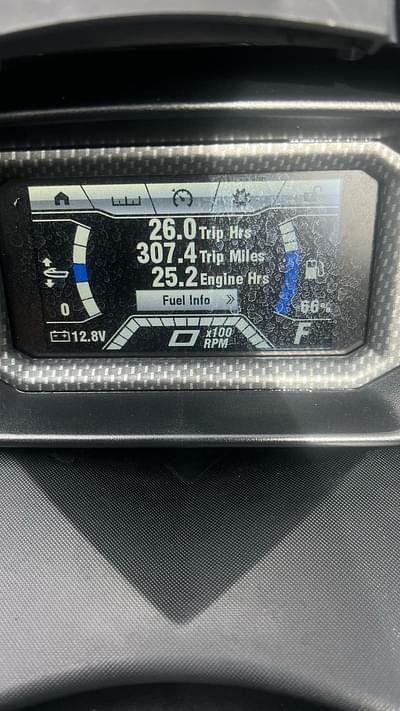 26.0 Trip Hrs
307.4 Trip Miles
25.2 Engine Hrs
Fuel Info
0
66%
12.8V
0 x100 RPM
F